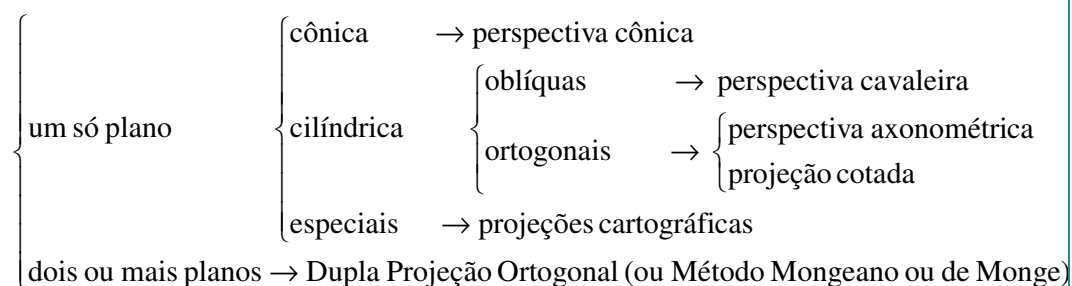 cônica → perspectiva cônica
oblíquas → perspectiva cavaleira
um só plano cilíndrica perspectiva axonométrica
ortogonais →
projeção cotada
especiais → projeções cartográficas
dois ou mais planos → Dupla Projeção Ortogonal (ou Método Mongeano ou de Monge)